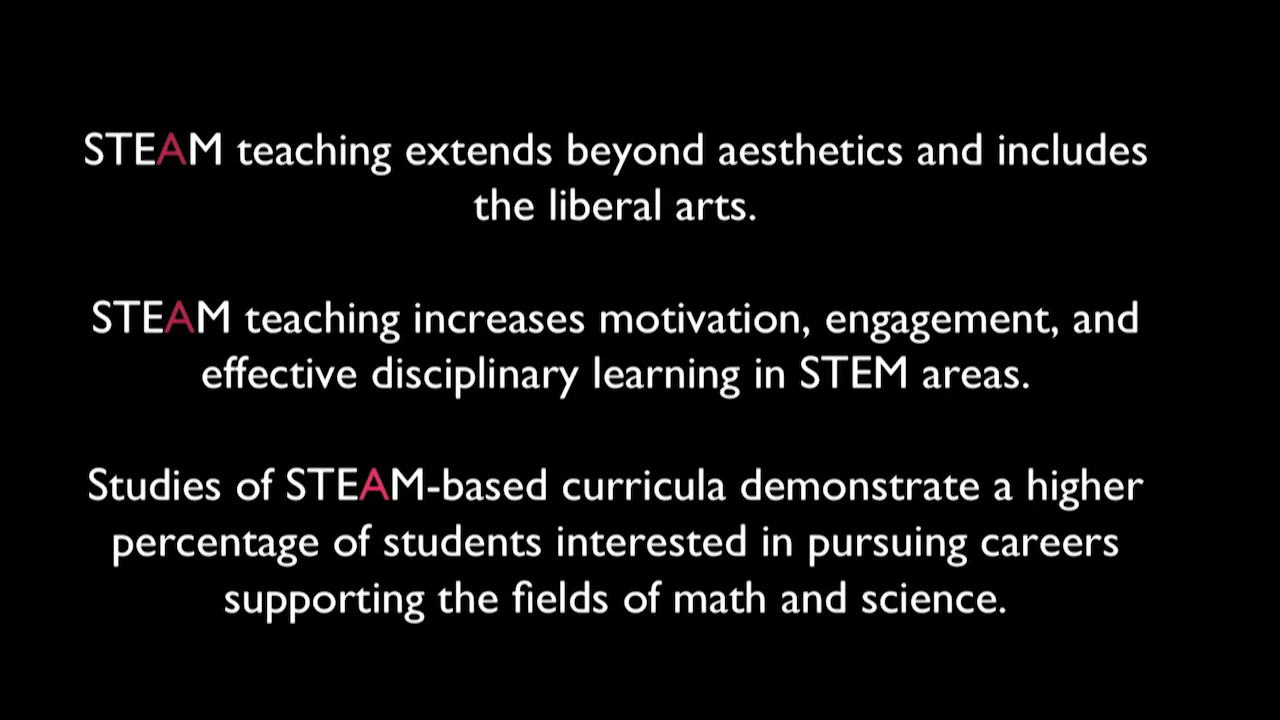 STEAM teaching extends beyond aesthetics and includes
the liberal arts.
STEAM teaching increases motivation, engagement, and
effective disciplinary learning in STEM areas.
Studies of STEAM-based curricula demonstrate a higher
percentage of students interested in pursuing careers
supporting the fields of math and science.